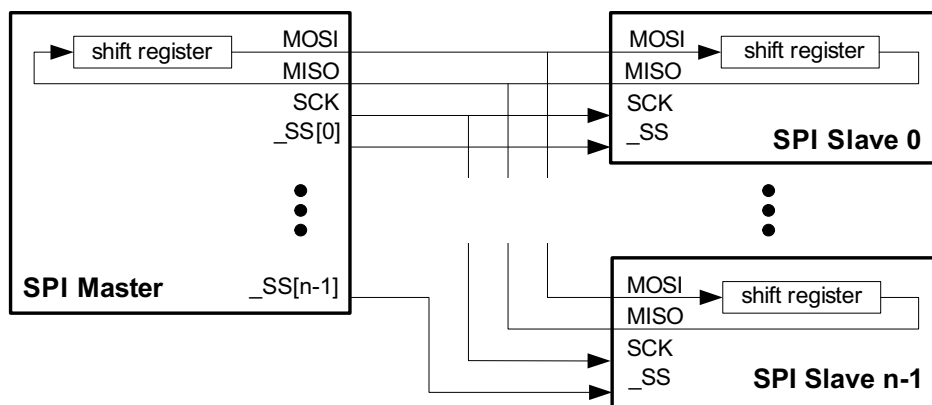 shift register
MOSI
MISO
SCK
_SS[0]
SPI Master
_SS[n-1]
MOSI
shift register
MISO
SCK
_SS
SPI Slave 0
MOSI
shift register
MISO
SCK
_SS
SPI Slave n-1